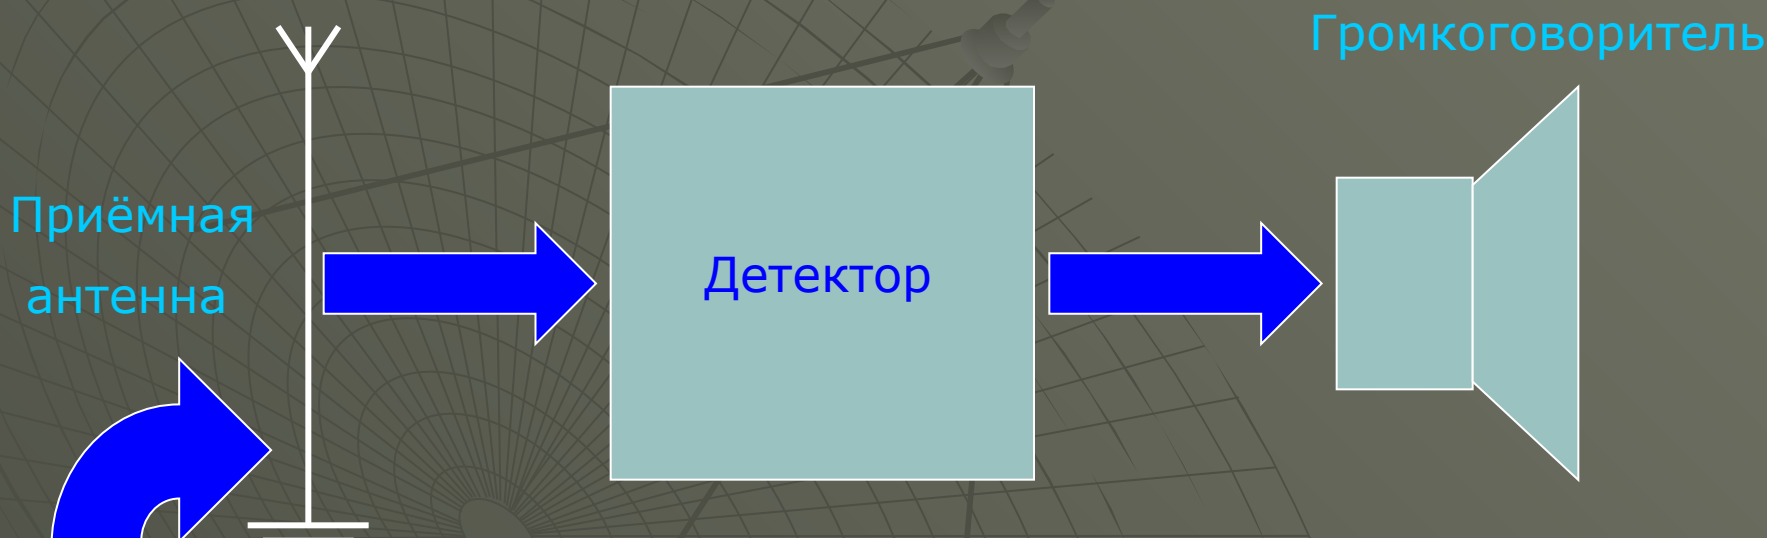 Громкоговоритель
Приёмная
антенна
Детектор